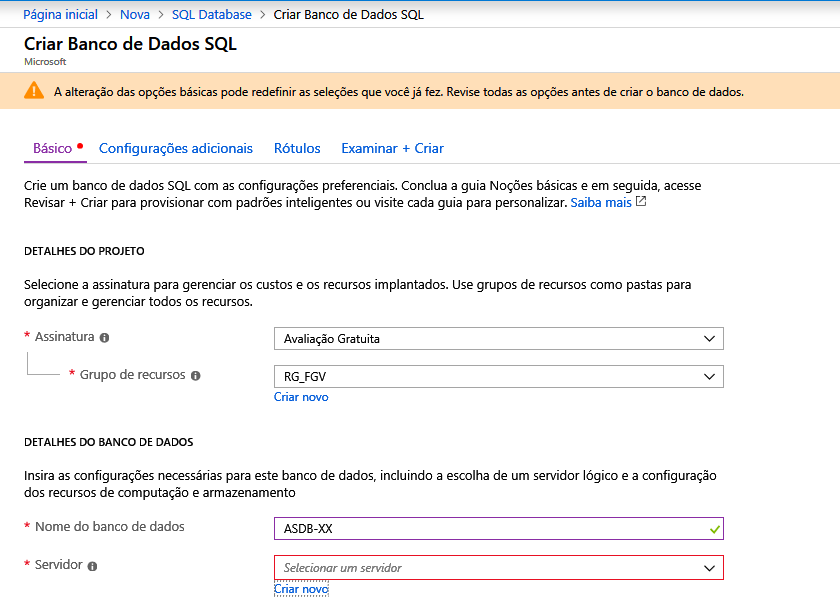 Página inicial > Nova > SQL Database > Criar Banco de Dados SQL
Criar Banco de Dados SQL
Microsoft
A alteração das opções básicas pode redefinir as seleções que você já fez. Revise todas as opções antes de criar o banco de dados.
Básico Configurações adicionais Rótulos Examinar + Criar
Crie um banco de dados SQL com as configurações preferenciais. Conclua a guia Noções básicas e em seguida, acesse
Revisar + Criar para provisionar com padrões inteligentes ou visite cada guia para personalizar. Saiba mais
DETALHES DO PROJETO
Selecione a assinatura para gerenciar os custos e os recursos implantados. Use grupos de recursos como pastas para
organizar e gerenciar todos os recursos.
* Assinatura Avaliação Gratuita
* Grupo de recursos RG_FGV
Criar novo
DETALHES DO BANCO DE DADOS
Insira as configurações necessárias para este banco de dados, incluindo a escolha de um servidor lógico e a configuração
dos recursos de computação e armazenamento
* Nome do banco de dados ASDB-XX
* Servidor Selecionar um servidor
Criar novo